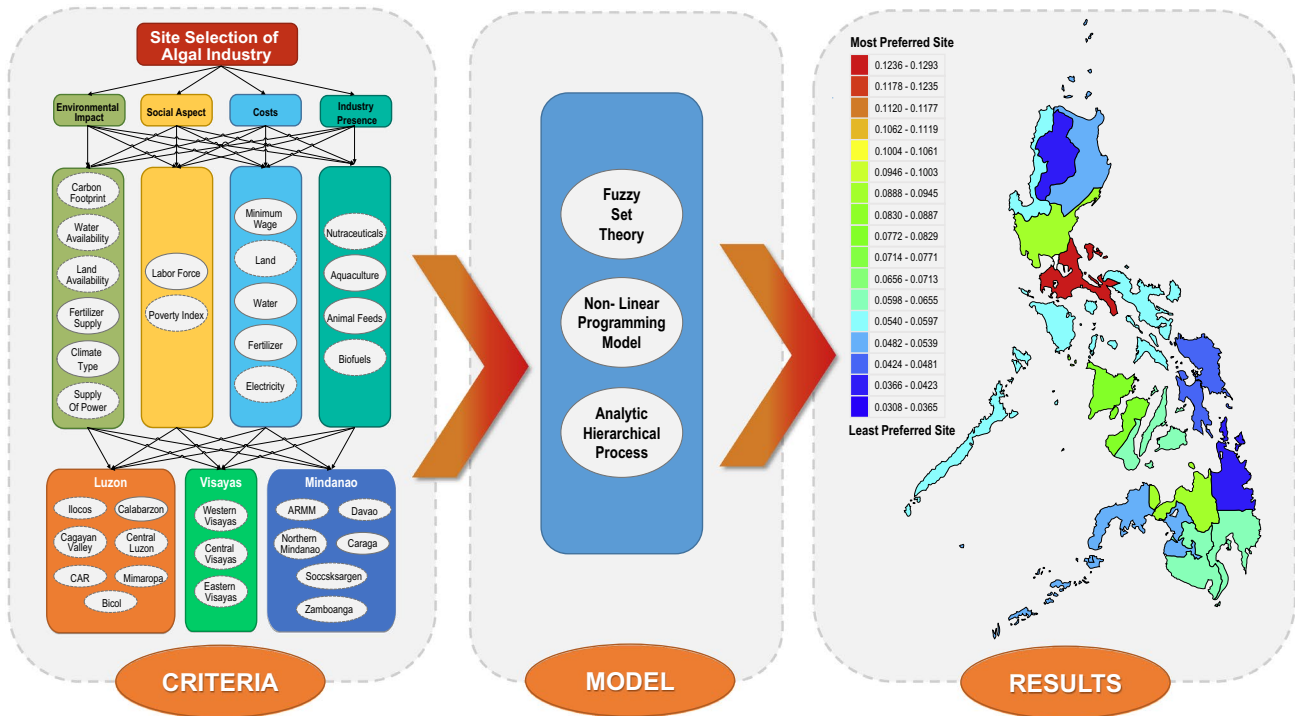 Site Selection of
Algal Industry
Environmental
Impact
Social Aspect
Costs
Industry
Presence
Carbon
Footprint
Water
Availability
Land
Availability
Fertilizer
Supply
Climate
Type
Supply
Of Power
Labor Force
Poverty Index
Minimum
Wage
Land
Water
Fertilizer
Electricity
Nutraceuticals
Aquaculture
Animal Feeds
Biofuels
Luzon
Ilocos
Calabarzon
Cagayan
Valley
Central
Luzon
CAR
Mimaropa
Bicol
Visayas
Western
Visayas
Central
Visayas
Eastern
Visayas
Mindanao
ARMM
Davao
Northern
Mindanao
Caraga
Soccsksargen
Zamboanga
CRITERIA
Fuzzy
Set
Theory
Non- Linear
Programming
Model
Analytic
Hierarchical
Process
MODEL
Most Preferred Site
0.1236 - 0.1293
0.1178 - 0.1235
0.1120 - 0.1177
0.1062 - 0.1119
0.1004 - 0.1061
0.0946 - 0.1003
0.0888 - 0.0945
0.0830 - 0.0887
0.0772 - 0.0829
0.0714 - 0.0771
0.0656 - 0.0713
0.0598 - 0.0655
0.0540 - 0.0597
0.0482 - 0.0539
0.0424 - 0.0481
0.0366 - 0.0423
0.0308 - 0.0365
Least Preferred Site
RESULTS